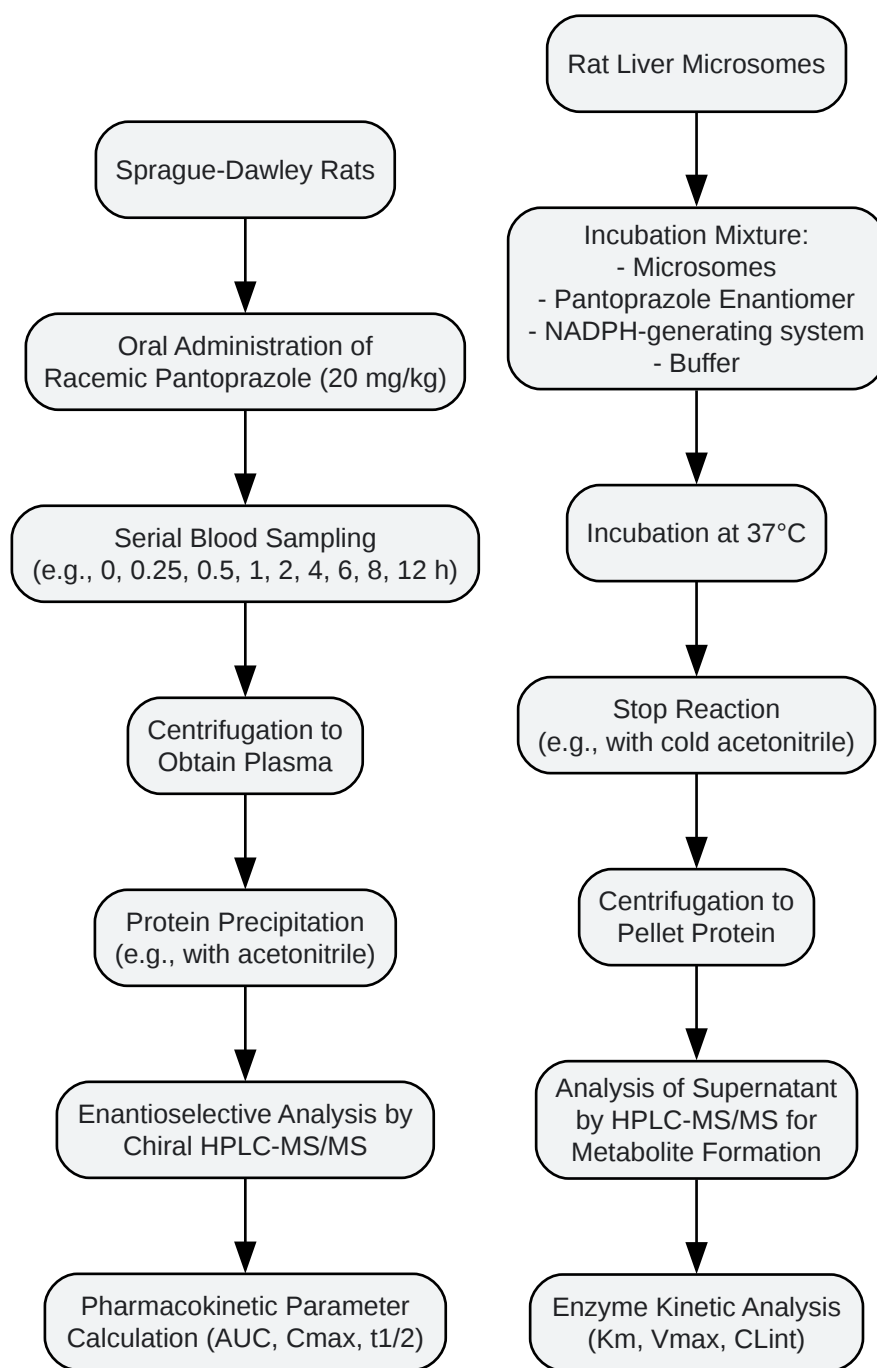 Sprague-Dawley Rats
Oral Administration of
Racemic Pantoprazole (20 mg/kg)
Serial Blood Sampling
(e.g., 0, 0.25, 0.5, 1, 2, 4, 6, 8, 12 h)
Centrifugation to
Obtain Plasma
Protein Precipitation
(e.g., with acetonitrile)
Enantioselective Analysis by
Chiral HPLC-MS/MS
Pharmacokinetic Parameter
Calculation (AUC, Cmax, t1/2)
Rat Liver Microsomes
Incubation Mixture:
- Microsomes
- Pantoprazole Enantiomer
- NADPH-generating system
- Buffer
Incubation at 37°C
Stop Reaction
(e.g., with cold acetonitrile)
Centrifugation to
Pellet Protein
Analysis of Supernatant
by HPLC-MS/MS for
Metabolite Formation
Enzyme Kinetic Analysis
(Km, Vmax, CLint)